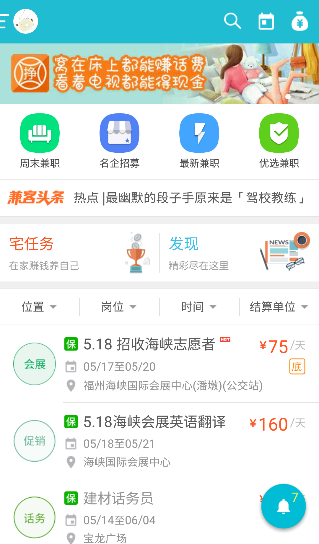 窝在床上都能赚话费
看着电视都能得现金
挣
周末兼职
名企招募
最新兼职
优选兼职
兼客头条
热点 |最幽默的段子手原来是「驾校教练」
宅任务
在家赚钱养自己
发现
精彩尽在这里
NEWS
位置
岗位
时间
结算单位
会展
保 5.18 招收海峡志愿者 HOT
¥75/天
05/17至05/20
底
福州海峡国际会展中心(潘墩)(公交站)
促销
保 5.18海峡会展英语翻译
¥160/天
05/18至05/21
海峡国际会展中心
话务
保 建材话务员
¥
7
05/14至06/04
宝龙广场